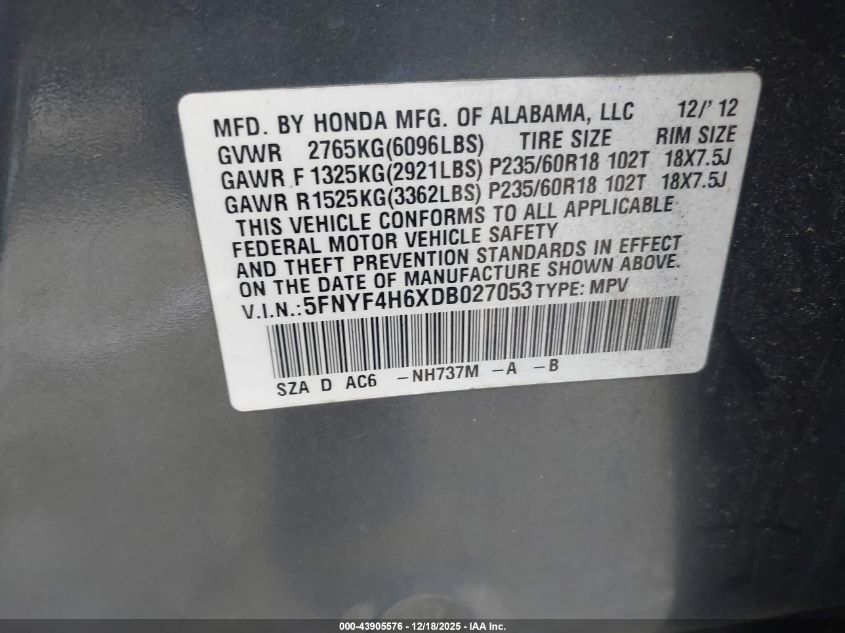 MFD. BY HONDA MFG. OF ALABAMA, LLC 12/'12
GVWR 2765KG(6096LBS) TIRE SIZE RIM SIZE
GAWR F 1325KG(2921LBS) P235/60R18 102T 18X7.5J
GAWR R1525KG(3362LBS) P235/60R18 102T 18X7.5J
THIS VEHICLE CONFORMS TO ALL APPLICABLE
FEDERAL MOTOR VEHICLE SAFETY
AND THEFT PREVENTION STANDARDS IN EFFECT
ON THE DATE OF MANUFACTURE SHOWN ABOVE.
V.I.N.:5FNYF4H6XDB027053TYPE: MPV
SZA D AC6 -NH737M -A -B
000-43905576 - 12/18/2025 - IAA Inc.